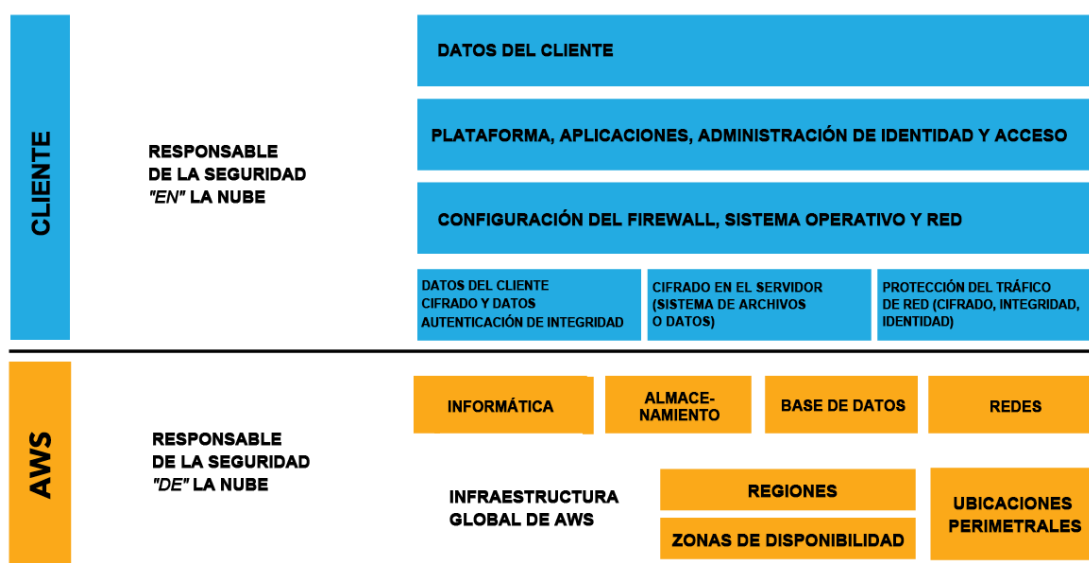 CLIENTE
RESPONSABLE
DE LA SEGURIDAD
"EN" LA NUBE
DATOS DEL CLIENTE
PLATAFORMA, APLICACIONES, ADMINISTRACIÓN DE IDENTIDAD Y ACCESO
CONFIGURACIÓN DEL FIREWALL, SISTEMA OPERATIVO Y RED
DATOS DEL CLIENTE
CIFRADO Y DATOS
AUTENTICACIÓN DE INTEGRIDAD
CIFRADO EN EL SERVIDOR
(SISTEMA DE ARCHIVOS
O DATOS)
PROTECCIÓN DEL TRÁFICO
DE RED (CIFRADO, INTEGRIDAD,
IDENTIDAD)
AWS
RESPONSABLE
DE LA SEGURIDAD
"DE" LA NUBE
INFORMÁTICA
ALMACE-
NAMIENTO
BASE DE DATOS
REDES
INFRAESTRUCTURA
GLOBAL DE AWS
REGIONES
ZONAS DE DISPONIBILIDAD
UBICACIONES
PERIMETRALES